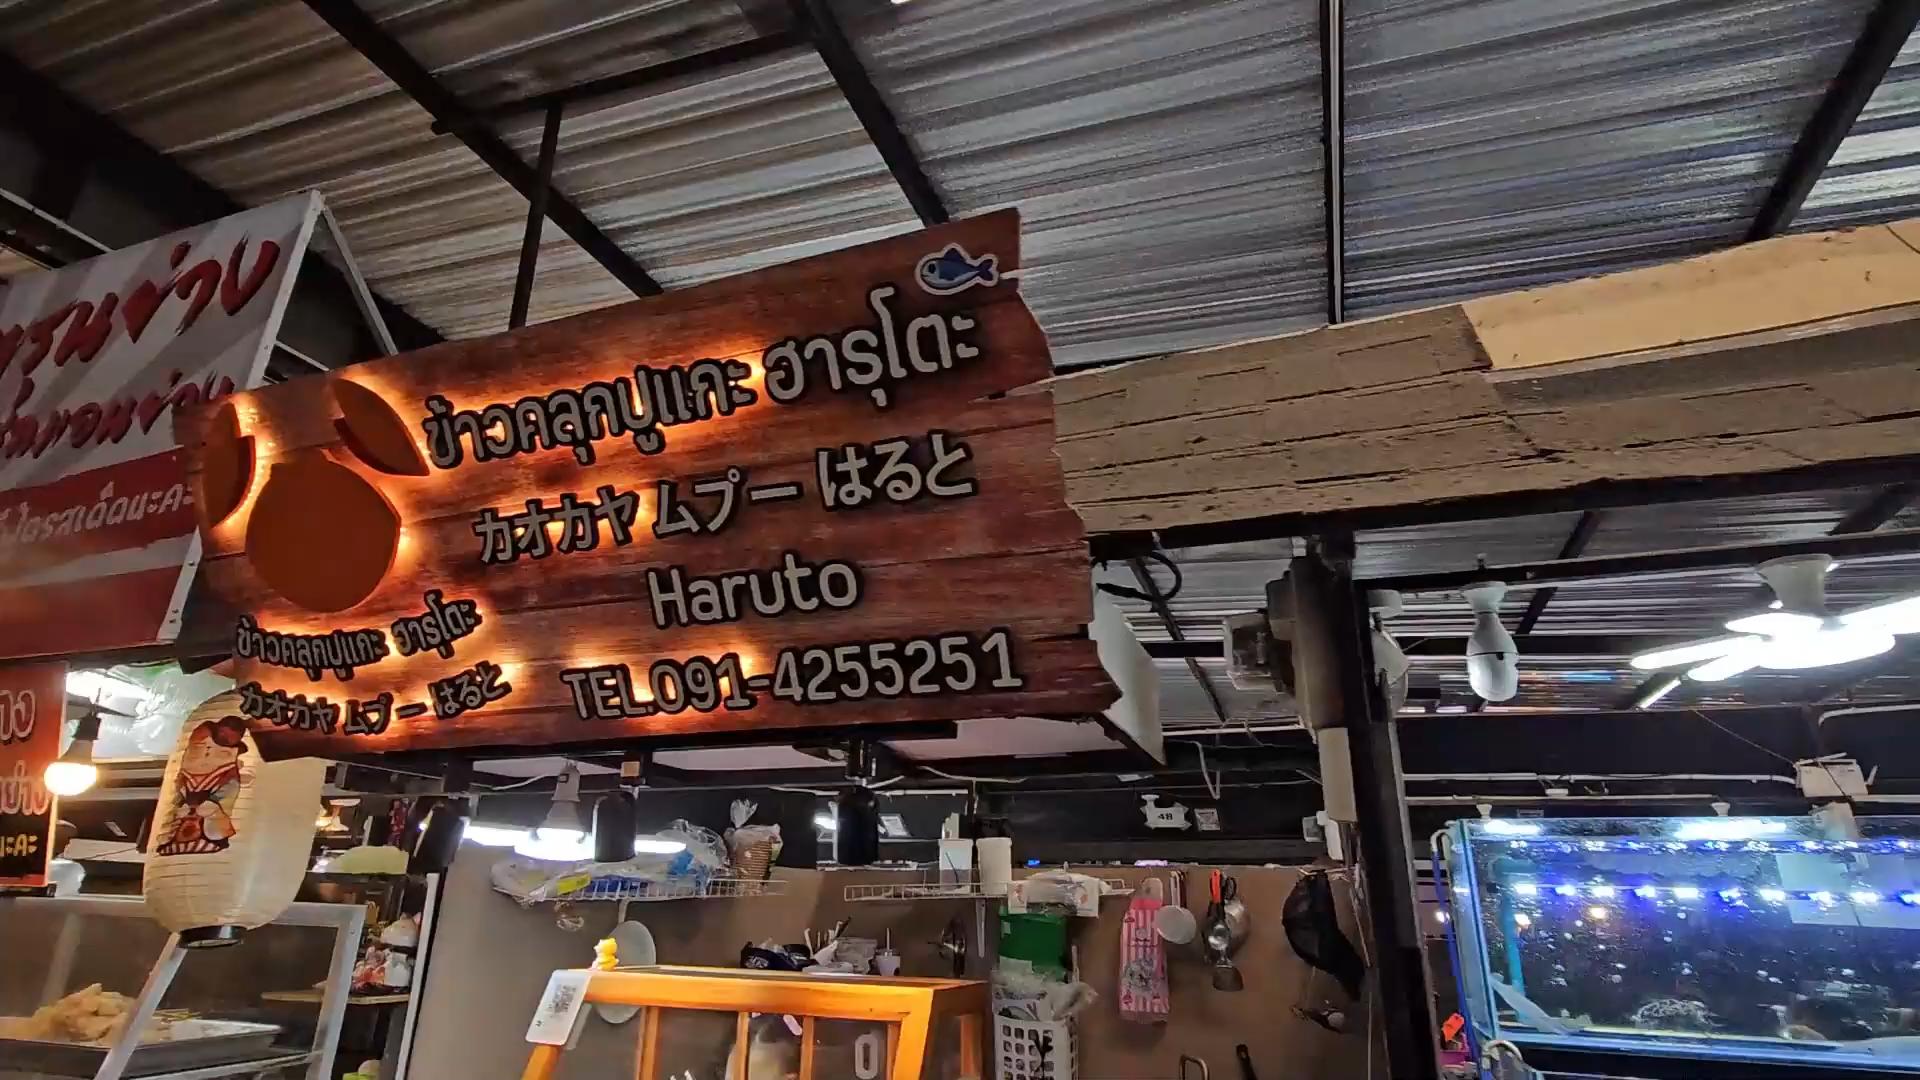 ข้าวคลุกปูแกะ ฮารุโตะ
カオカヤ ムプー はると
Haruto
TEL.091-4255251
ข้าวคลุกปูแกะ ฮารุโตะ
カオカヤ ムプー はると
48